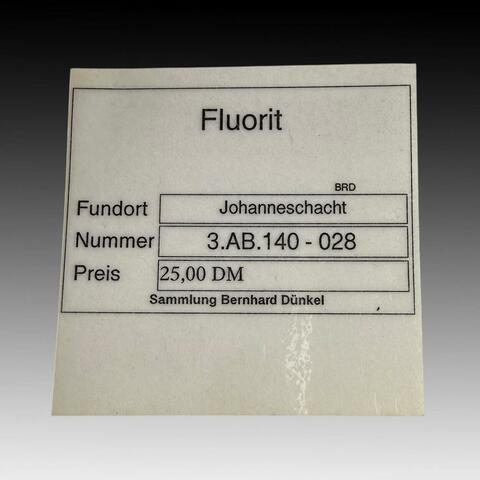 Fluorit
BRD
Fundort Johanneschacht
Nummer 3.AB.140 - 028
Preis 25,00 DM
Sammlung Bernhard Dünkel